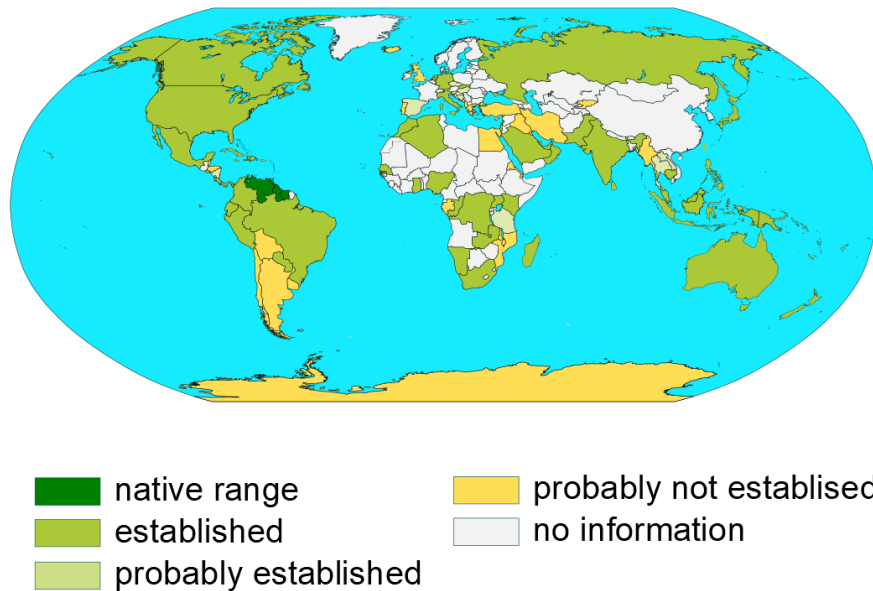 native range
established
probably established
probably not establised
no information